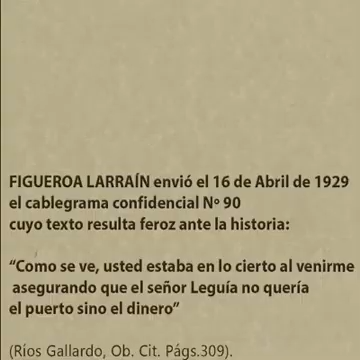 FIGUEROA LARRAÍN envió el 16 de Abril de 1929
el cablegrama confidencial Nº 90
cuyo texto resulta feroz ante la historia:
“Como se ve, usted estaba en lo cierto al venirme
asegurando que el señor Leguía no quería
el puerto sino el dinero”
(Ríos Gallardo, Ob. Cit. Págs.309).